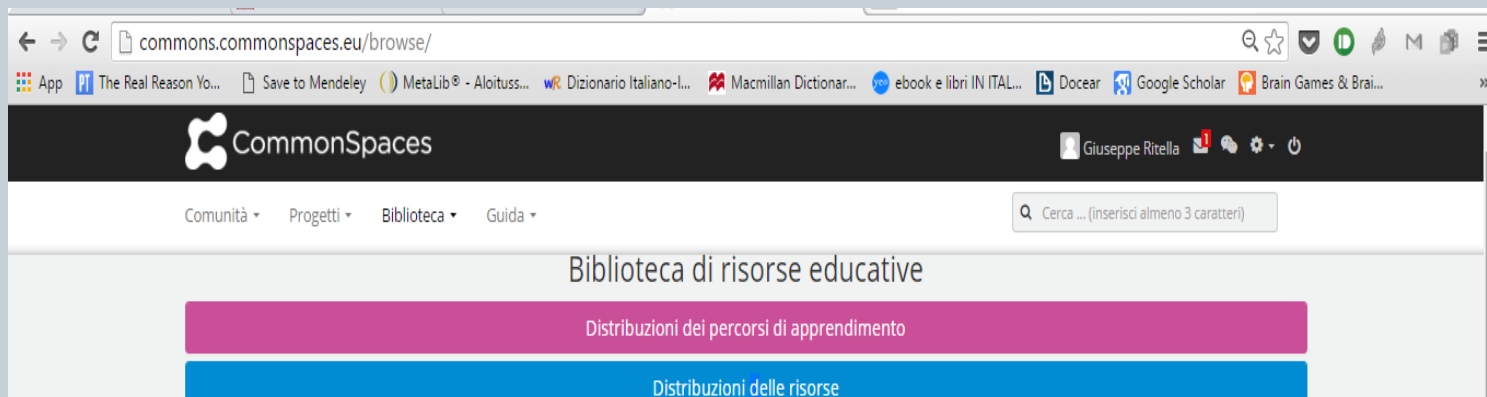 commons.commonspaces.eu/browse/
App The Real Reason Yo... Save to Mendeley MetaLib® - Aloituss... WR Dizionario Italiano-I... Macmillan Dictionar... ebook e libri IN ITAL... Docear Google Scholar Brain Games & Brai... »
CommonSpaces Giuseppe Ritella 1
Comunità Progetti Biblioteca Guida Cerca ... (inserisci almeno 3 caratteri)
Biblioteca di risorse educative
Distribuzioni dei percorsi di apprendimento
Distribuzioni delle risorse